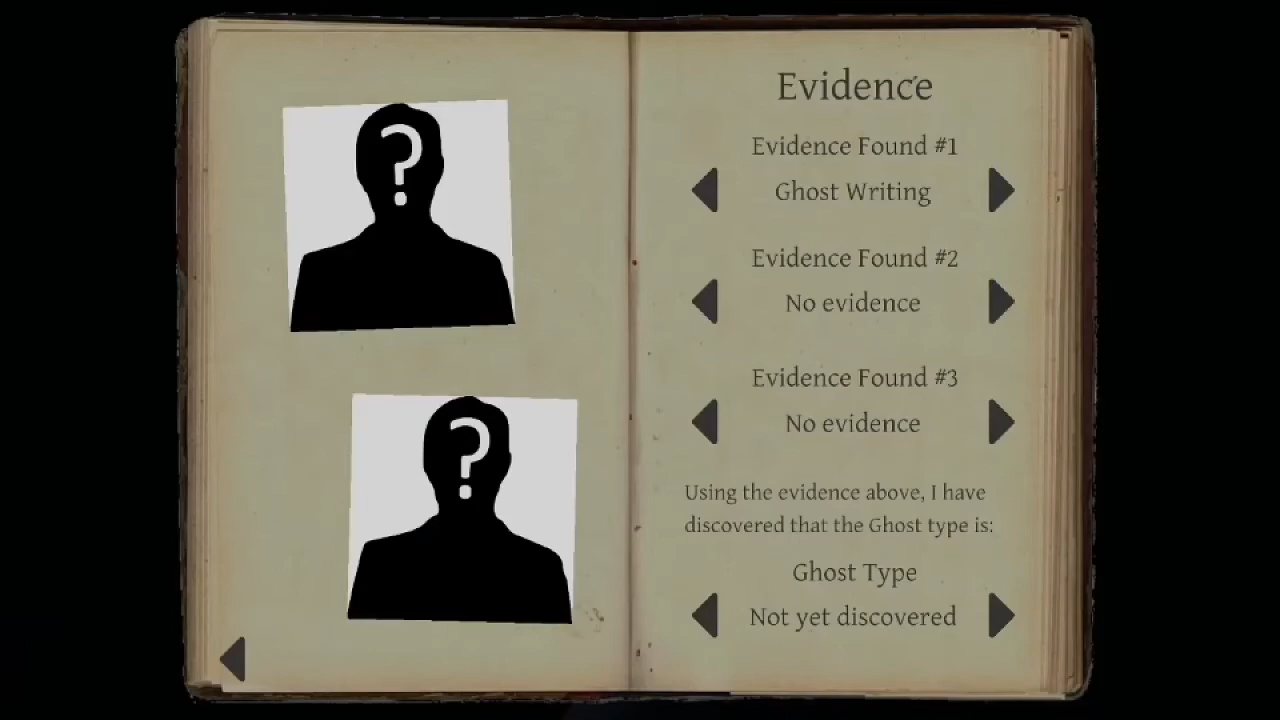 ?
?
Evidence
Evidence Found #1
Ghost Writing
Evidence Found #2
No evidence
Evidence Found #3
No evidence
Using the evidence above, I have
discovered that the Ghost type is:
Ghost Type
Not yet discovered